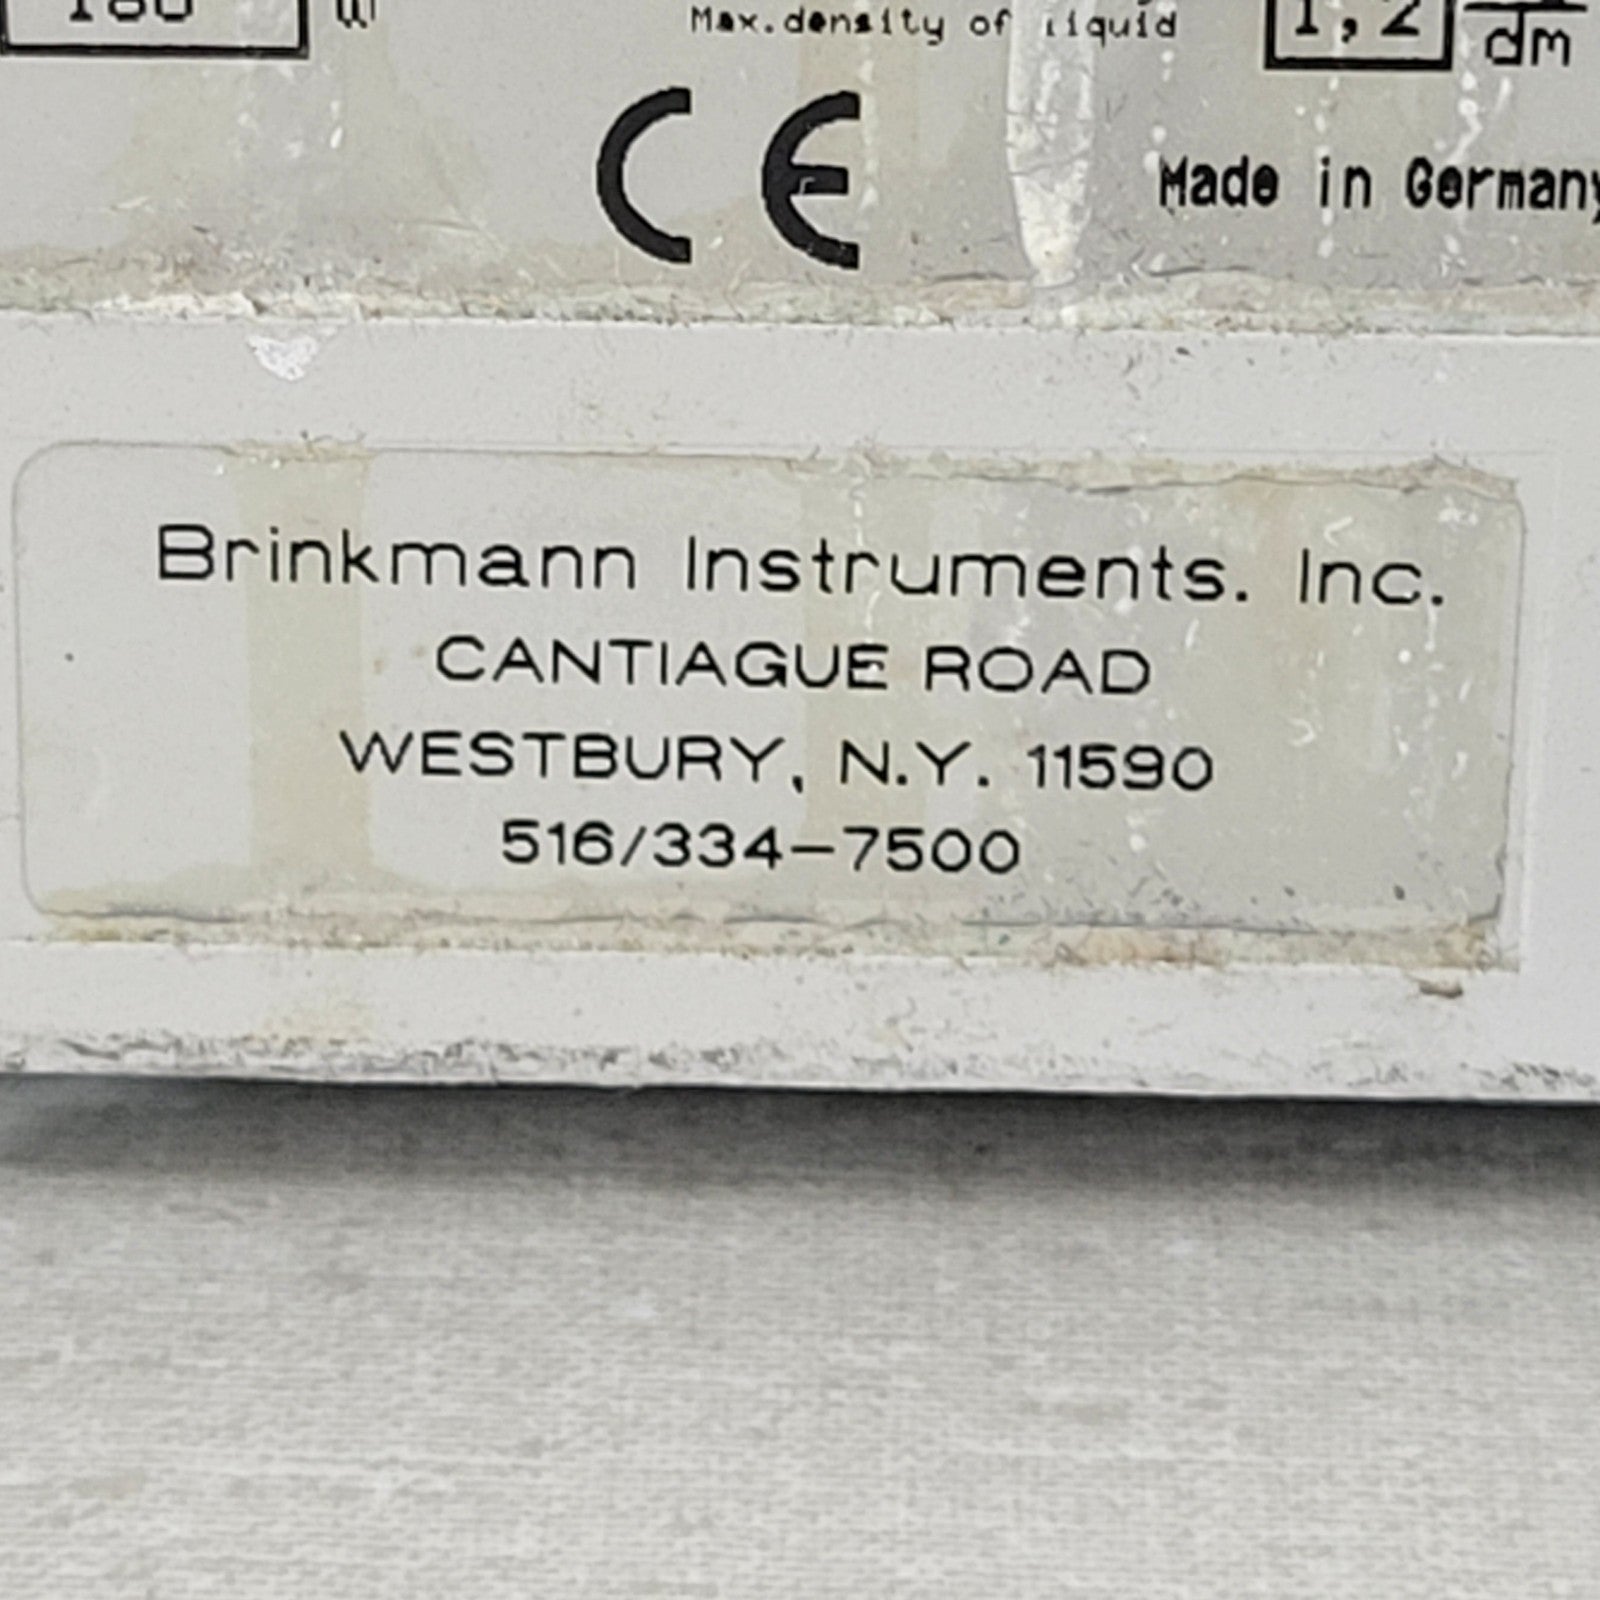 Max.density of liquid
1,2
dm
CE
Made in Germany
Brinkmann Instruments. Inc.
CANTIAGUE ROAD
WESTBURY, N.Y. 11590
516/334-7500